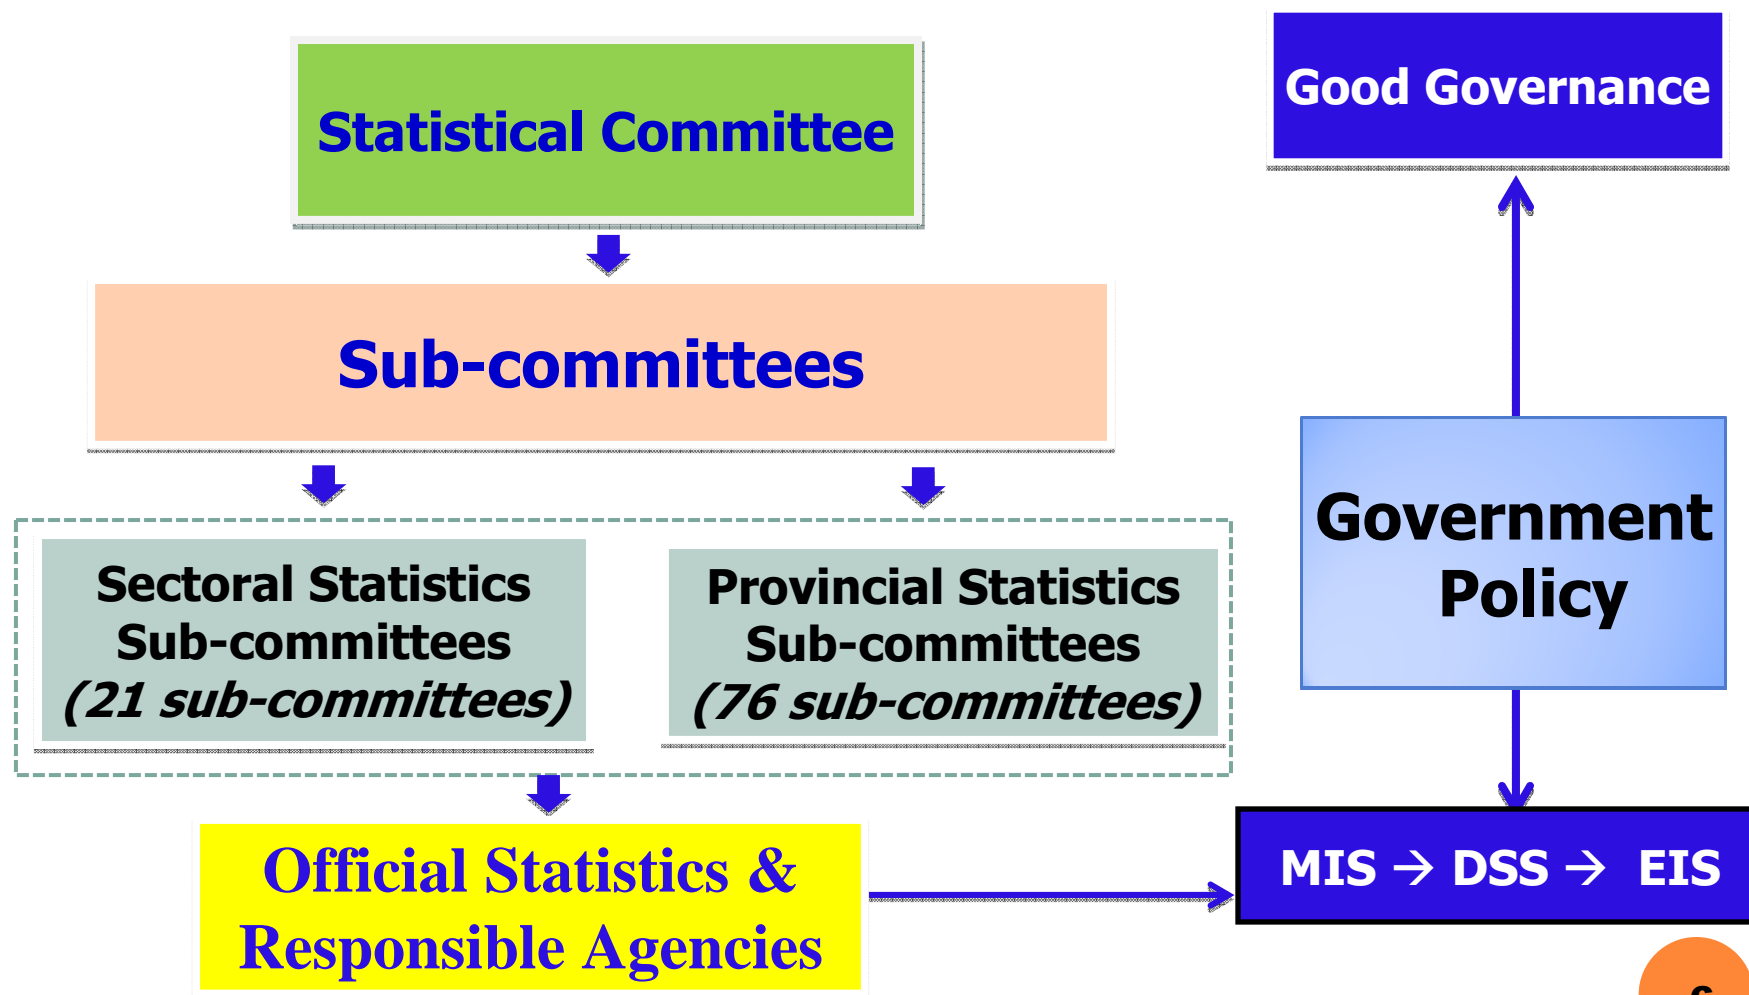 Statistical Committee
Good Governance
Sub-committees
Sectoral Statistics
Sub-committees
(21 sub-committees)
Provincial Statistics
Sub-committees
(76 sub-committees)
Government
Policy
Official Statistics &
Responsible Agencies
MIS → DSS → EIS